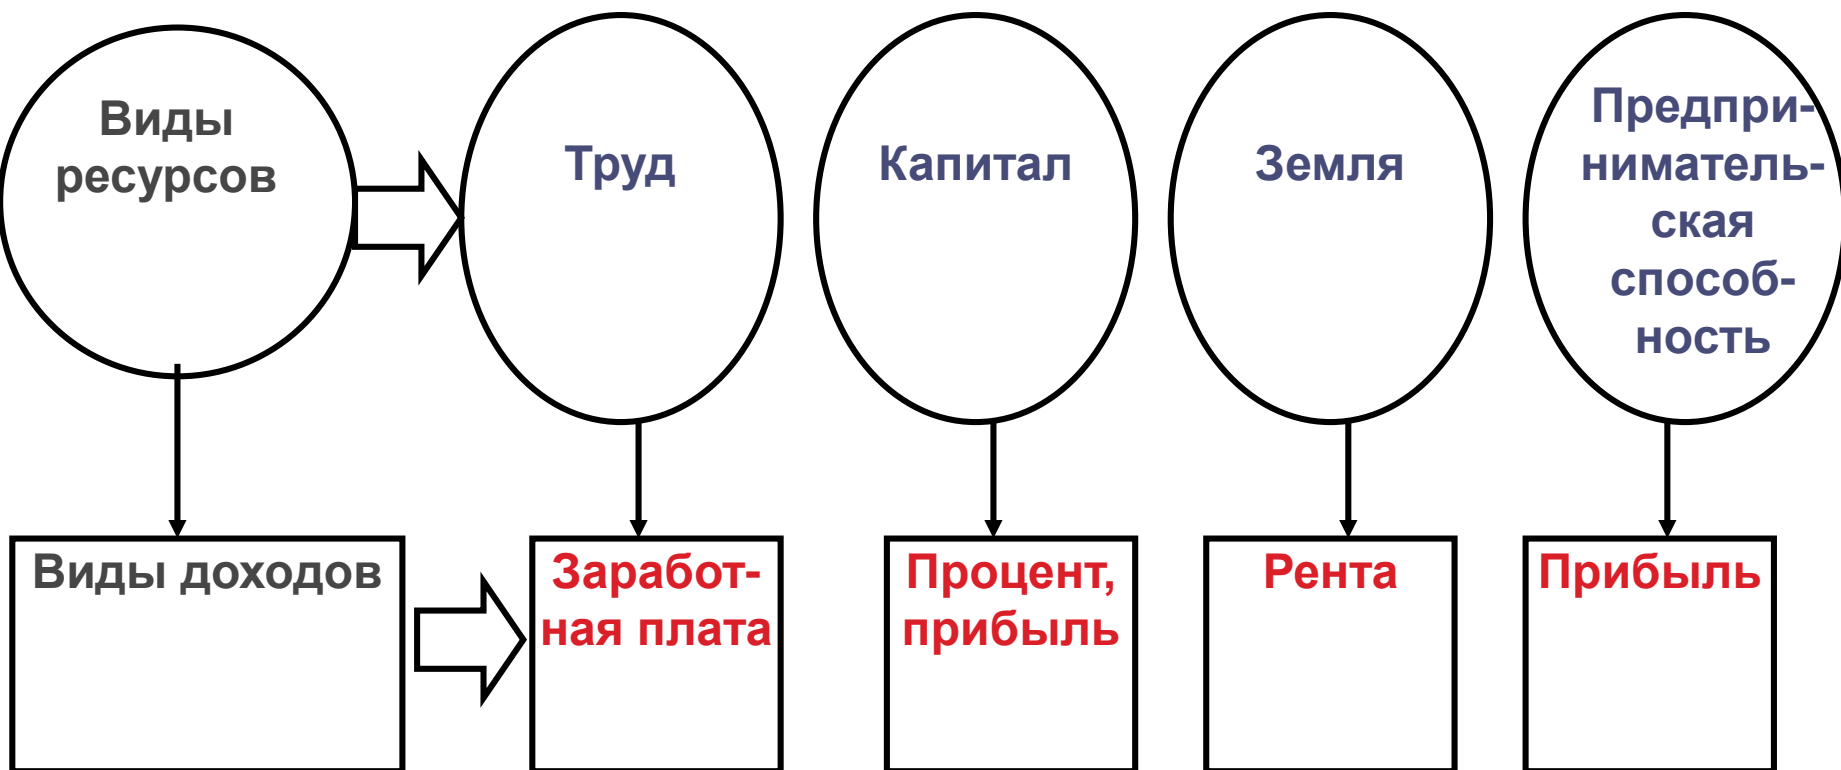 Виды
ресурсов
Труд
Капитал
Земля
Предпри-
ниматель-
ская
способ-
ность
Виды доходов
Заработ-
ная плата
Процент,
прибыль
Рента
Прибыль